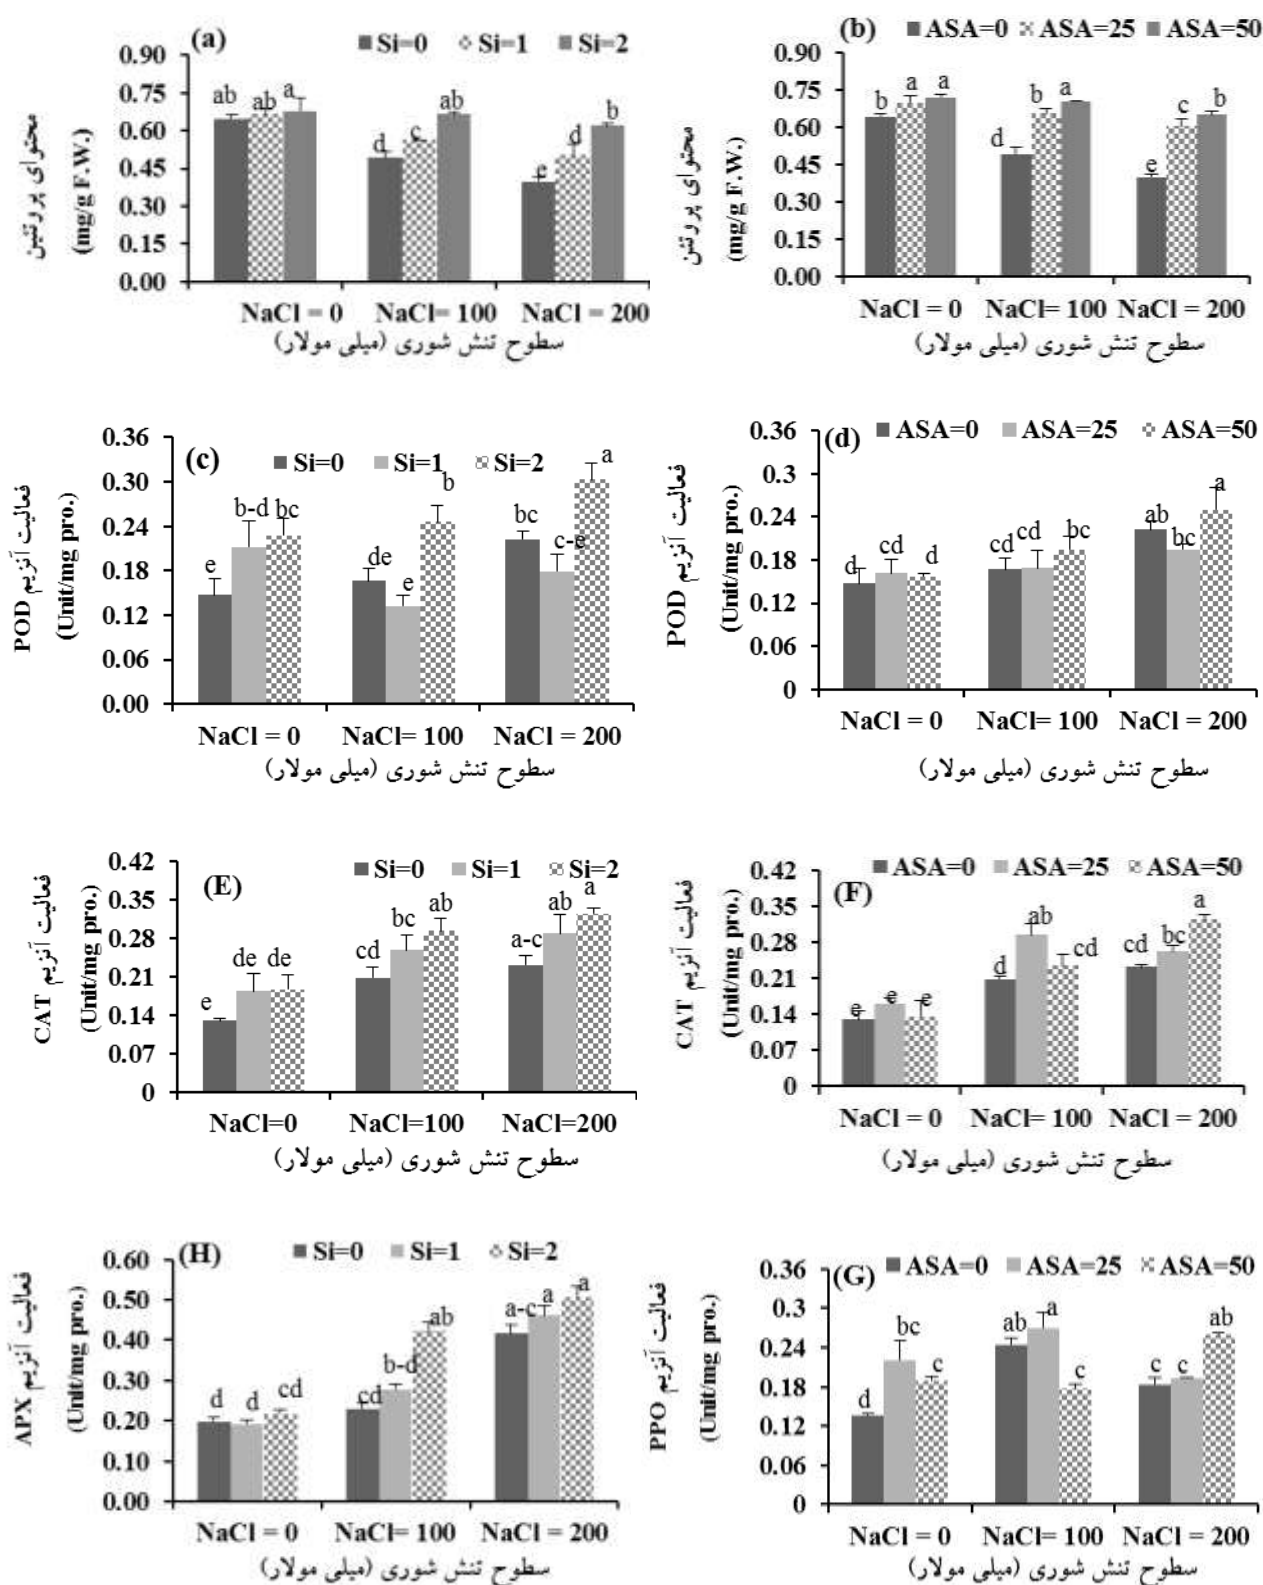 (a) Si=0 Si=1 Si=2
محتوای پروتئین
(mg/g F.W.)
0.90
0.75
0.60
0.45
0.30
0.15
0.00
ab ab a
d c ab
e d b
NaCl = 0 NaCl= 100 NaCl = 200
سطوح تنش شوری (میلی مولار)
(b) ASA=0 ASA=25 ASA=50
محتوای پروتئن
(mg/g F.W.)
0.90
0.75
0.60
0.45
0.30
0.15
0.00
b a a
d b a
e c b
NaCl = 0 NaCl= 100 NaCl = 200
سطوح تنش شوری (میلی مولار)
(c) Si=0 Si=1 Si=2
فعالیت آنزیم POD
(Unit/mg pro.)
0.36
0.30
0.24
0.18
0.12
0.06
0.00
e b-d bc
de e b
bc c-e a
NaCl = 0 NaCl= 100 NaCl = 200
سطوح تنش شوری (میلی مولار)
(d) ASA=0 ASA=25 ASA=50
فعالیت آنزیم POD
(Unit/mg pro.)
0.36
0.3
0.24
0.18
0.12
0.06
0
d cd d
cd cd bc
ab bc a
NaCl = 0 NaCl= 100 NaCl = 200
سطوح تنش شوری (میلی مولار)
(E) Si=0 Si=1 Si=2
فعالیت آنزیم CAT
(Unit/mg pro.)
0.42
0.35
0.28
0.21
0.14
0.07
0
e de de
cd bc ab
a-c ab a
NaCl=0 NaCl=100 NaCl=200
سطوح تنش شوری (میلی مولار)
(F) ASA=0 ASA=25 ASA=50
فعالیت آنزیم CAT
(Unit/mg pro.)
0.42
0.35
0.28
0.21
0.14
0.07
0
e e e
d ab cd
cd bc a
NaCl = 0 NaCl= 100 NaCl = 200
سطوح تنش شوری (میلی مولار)
(H) Si=0 Si=1 Si=2
فعالیت آنزیم APX
(Unit/mg pro.)
0.60
0.50
0.40
0.30
0.20
0.10
0.00
d d cd
cd b-d ab
a-c a a
NaCl = 0 NaCl= 100 NaCl = 200
سطوح تنش شوری (میلی مولار)
(G) ASA=0 ASA=25 ASA=50
فعالیت آنزیم PPO
(Unit/mg pro.)
0.36
0.3
0.24
0.18
0.12
0.06
0
d bc c
ab a c
c c ab
NaCl = 0 NaCl= 100 NaCl = 200
سطوح تنش شوری (میلی مولار)